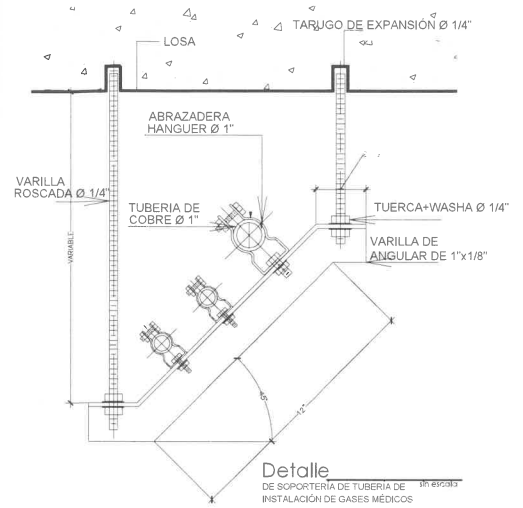 TARUGO DE EXPANSIÓN Ø 1/4"
LOSA
ABRAZADERA
HANGUER Ø 1"
VARILLA
ROSCADA Ø 1/4"
TUBERIA DE
COBRE Ø 1"
TUERCA+WASHA Ø 1/4"
VARILLA DE
ANGULAR DE 1"x1/8"
VARIABLE
45°
12"
Detalle
sin escala
DE SOPORTERÍA DE TUBERIA DE
INSTALACIÓN DE GASES MÉDICOS